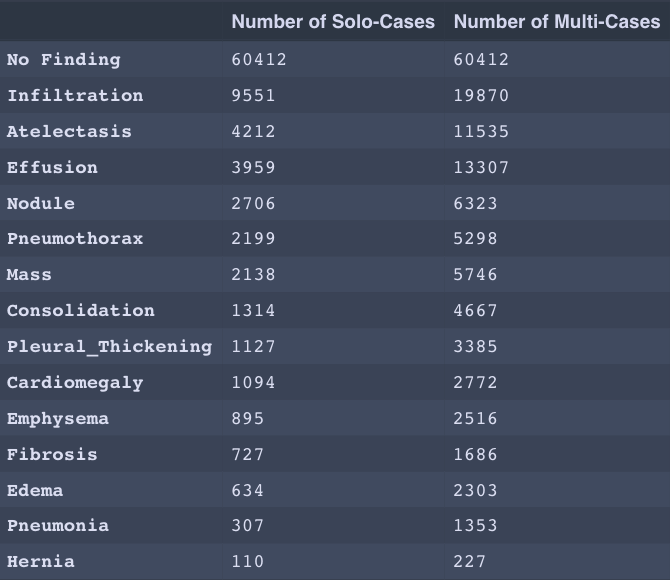 Number of Solo-Cases Number of Multi-Cases
No Finding 60412 60412
Infiltration 9551 19870
Atelectasis 4212 11535
Effusion 3959 13307
Nodule 2706 6323
Pneumothorax 2199 5298
Mass 2138 5746
Consolidation 1314 4667
Pleural_Thickening 1127 3385
Cardiomegaly 1094 2772
Emphysema 895 2516
Fibrosis 727 1686
Edema 634 2303
Pneumonia 307 1353
Hernia 110 227